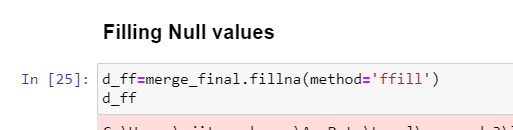 Filling Null values
In [25]: d_ff=merge_final.fillna(method='ffill')
d_ff